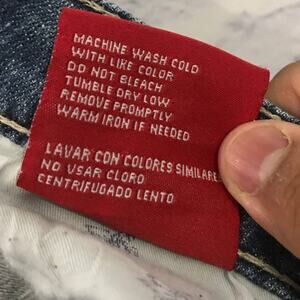 MACHINE WASH COLD
WITH LIKE COLOR
DO NOT BLEACH
TUMBLE DRY LOW
REMOVE PROMPTLY
WARM IRON IF NEEDED
LAVAR CON COLORES SIMILARE
NO USAR CLORO
CENTRIFUGADO LENTO